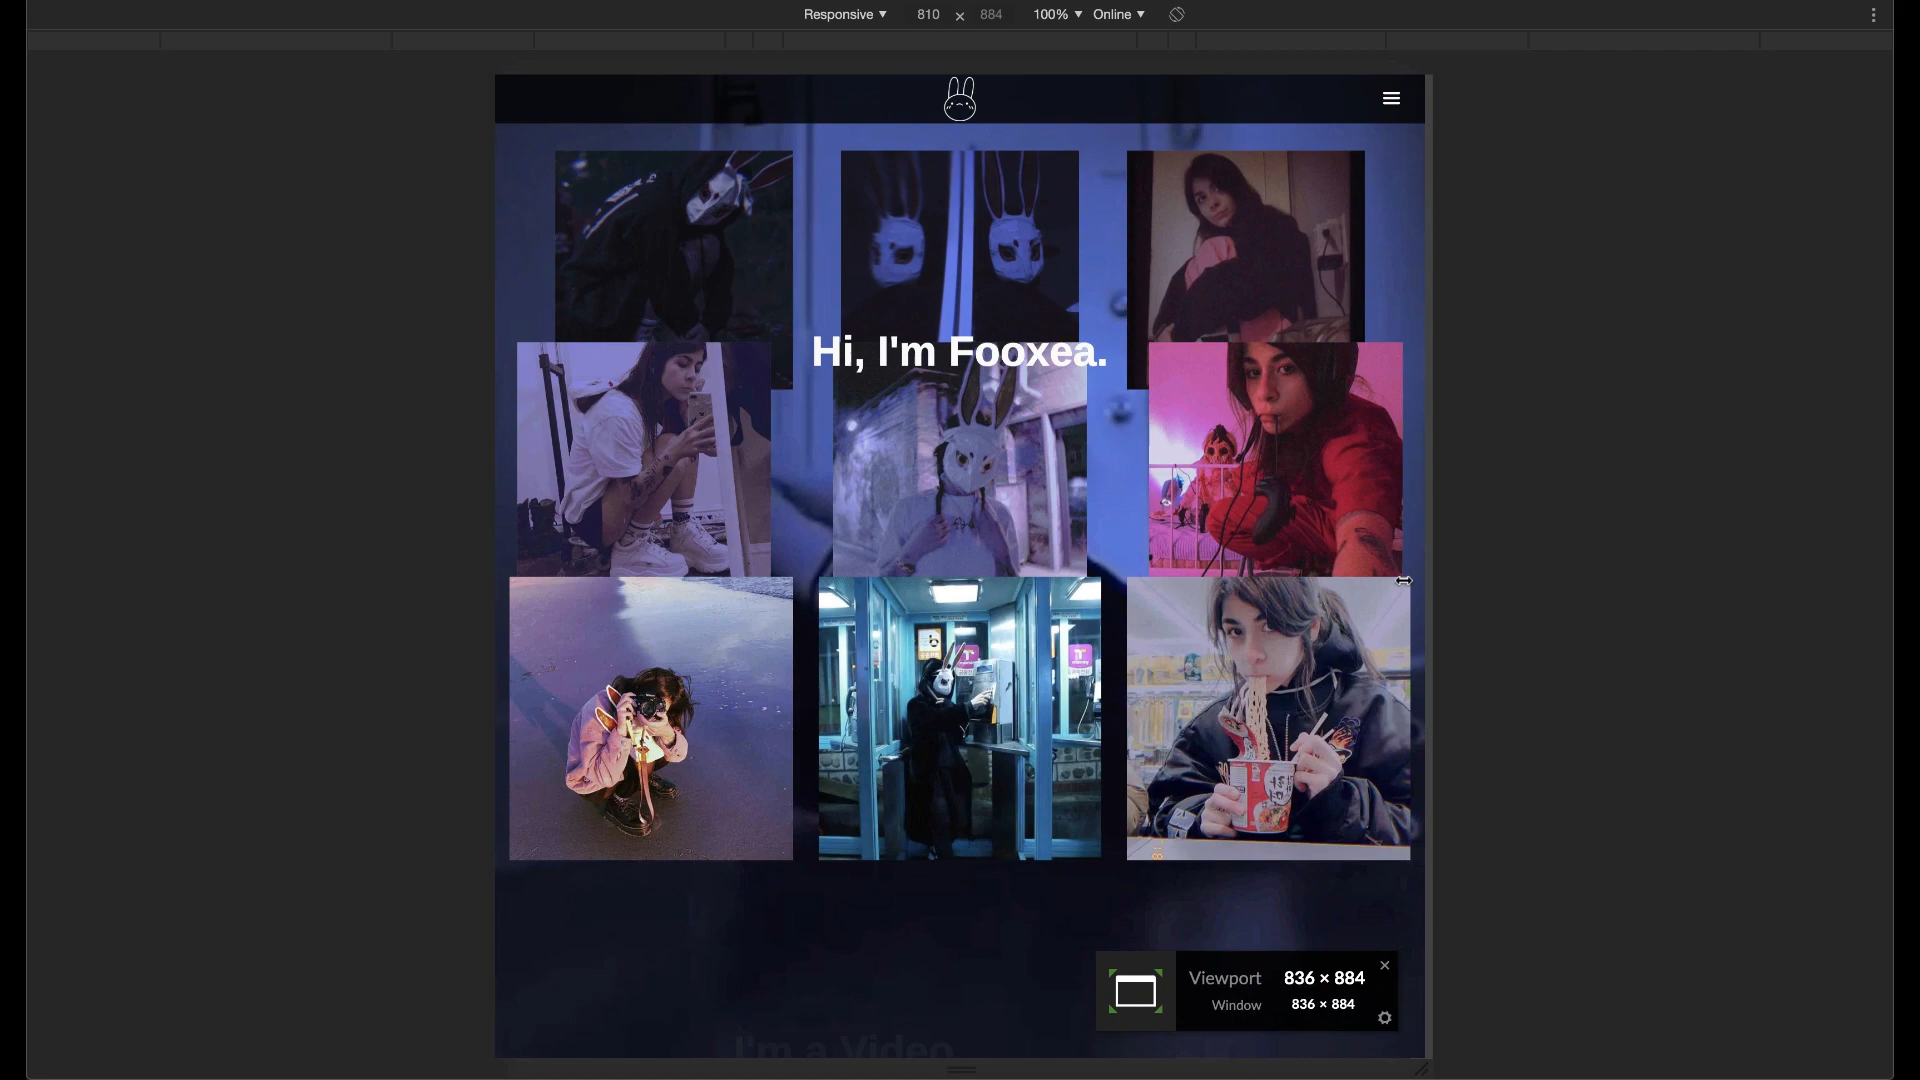 Responsive ▼ 810 × 884 100% ▼ Online ▼
Hi, I'm Fooxea.
Viewport 836 × 884
Window 836 × 884
I'm a Video